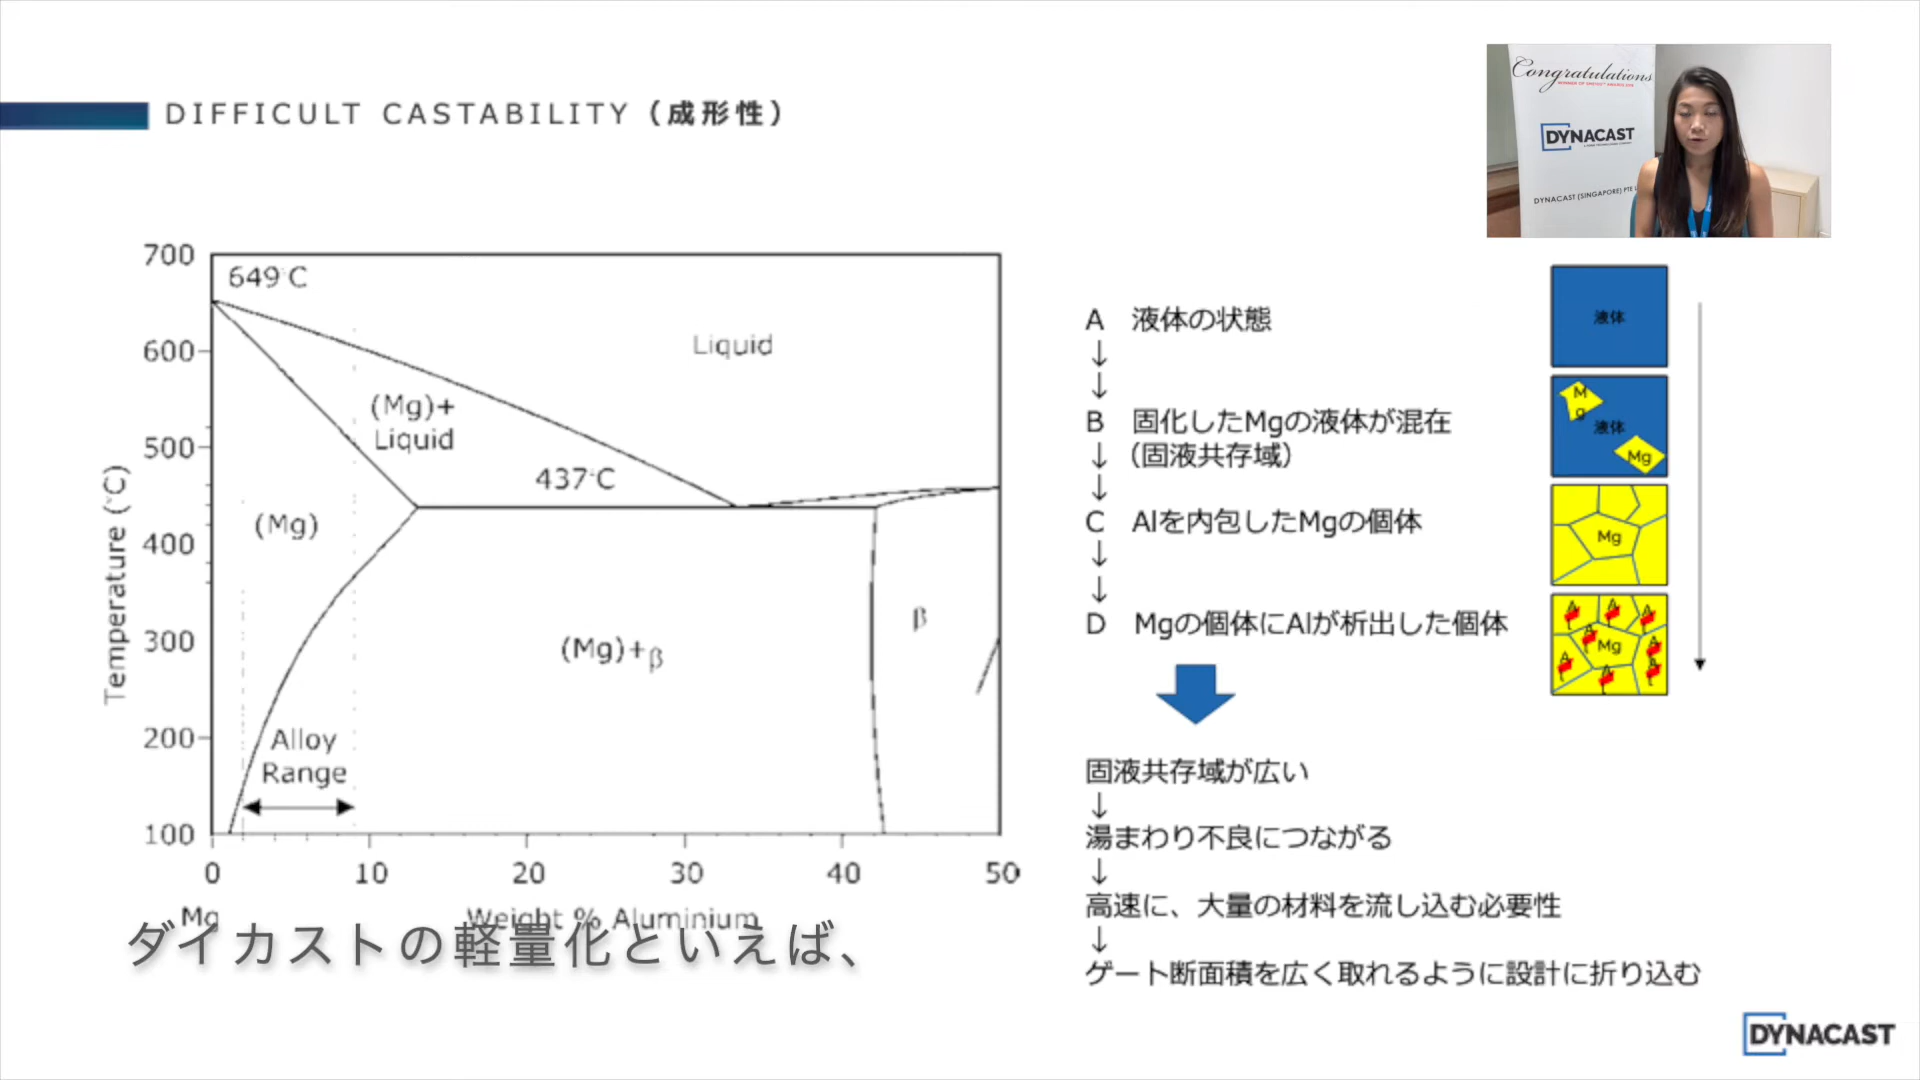 DIFFICULT CASTABILITY（成形性）
Congratulations
DYNACAST
DYNACAST (SINGAPORE) PTE L
700
649°C
600
Liquid
(Mg)+
Liquid
500
437°C
(Mg)
400
Temperature (°C)
300
β
(Mg)+β
200
Alloy
Range
100
0
10
20
30
40
50
Mg
Weight % Aluminium
ダイカストの軽量化といえば、
A 液体の状態
↓
↓
B 固化したMgの液体が混在
↓ （固液共存域）
↓
C Alを内包したMgの個体
↓
↓
D Mgの個体にAlが析出した個体
液体
Mg
液体
Mg
Mg
Mg
固液共存域が広い
↓
湯まわり不良につながる
↓
高速に、大量の材料を流し込む必要性
↓
ゲート断面積を広く取れるように設計に折り込む
DYNACAST